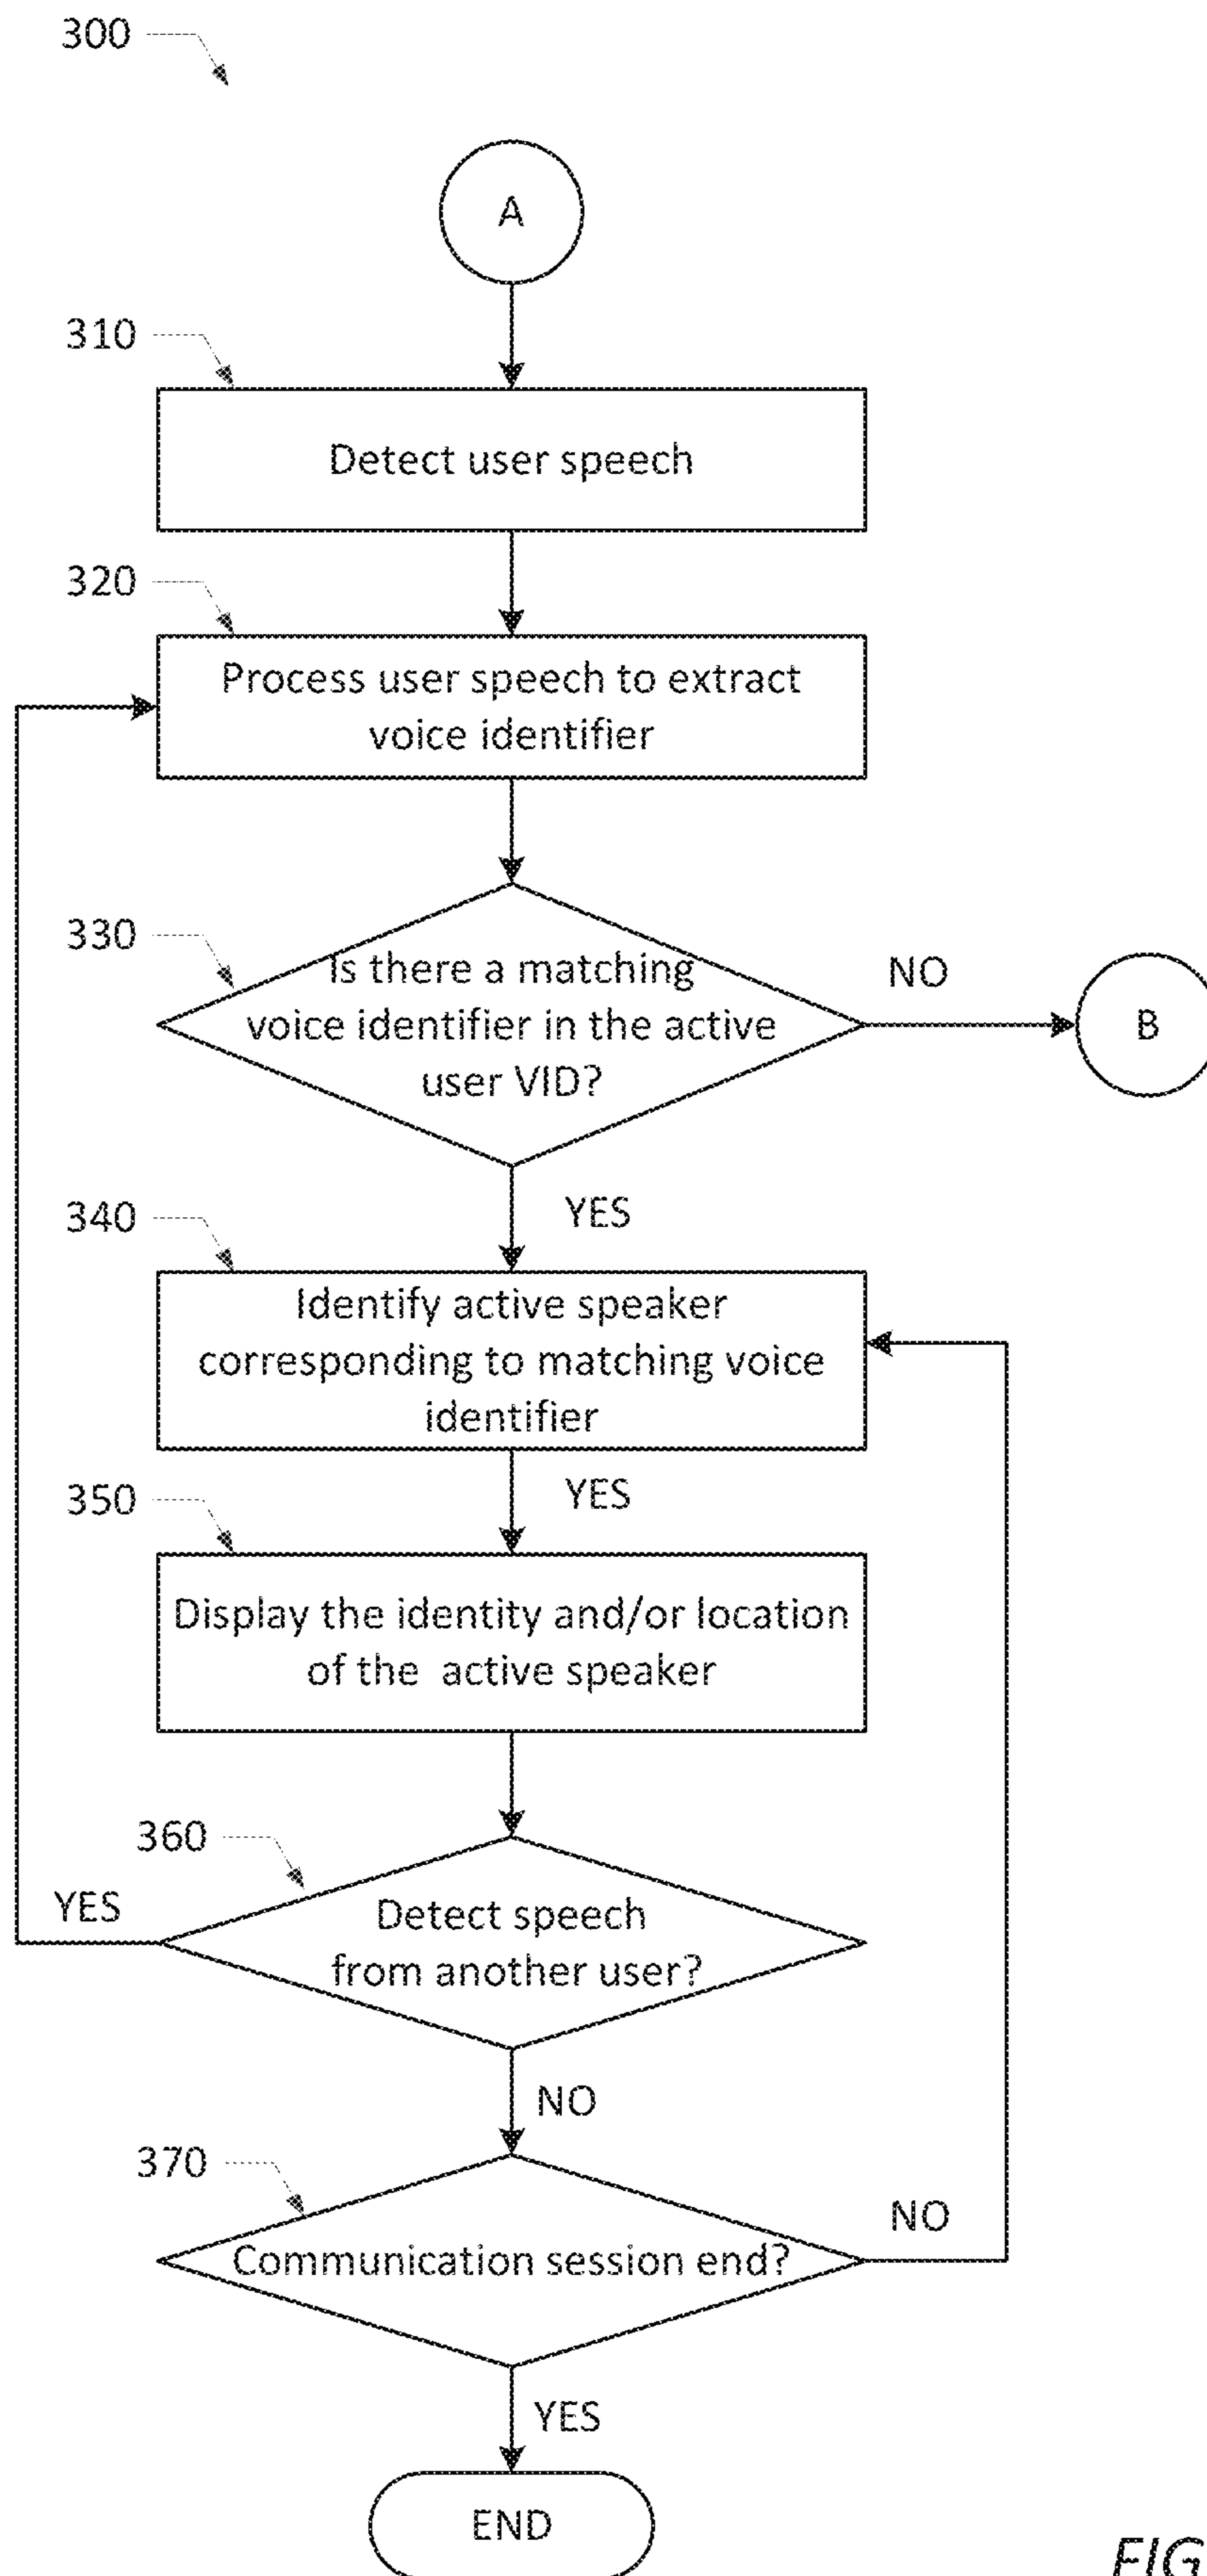 300
A
310
Detect user speech
320
Process user speech to extract
voice identifier
330
Is there a matching
voice identifier in the active
user VID?
NO
B
340
YES
Identify active speaker
corresponding to matching voice
identifier
350
YES
Display the identity and/or location
of the active speaker
360
YES
Detect speech
from another user?
NO
370
NO
Communication session end?
YES
END
FIG